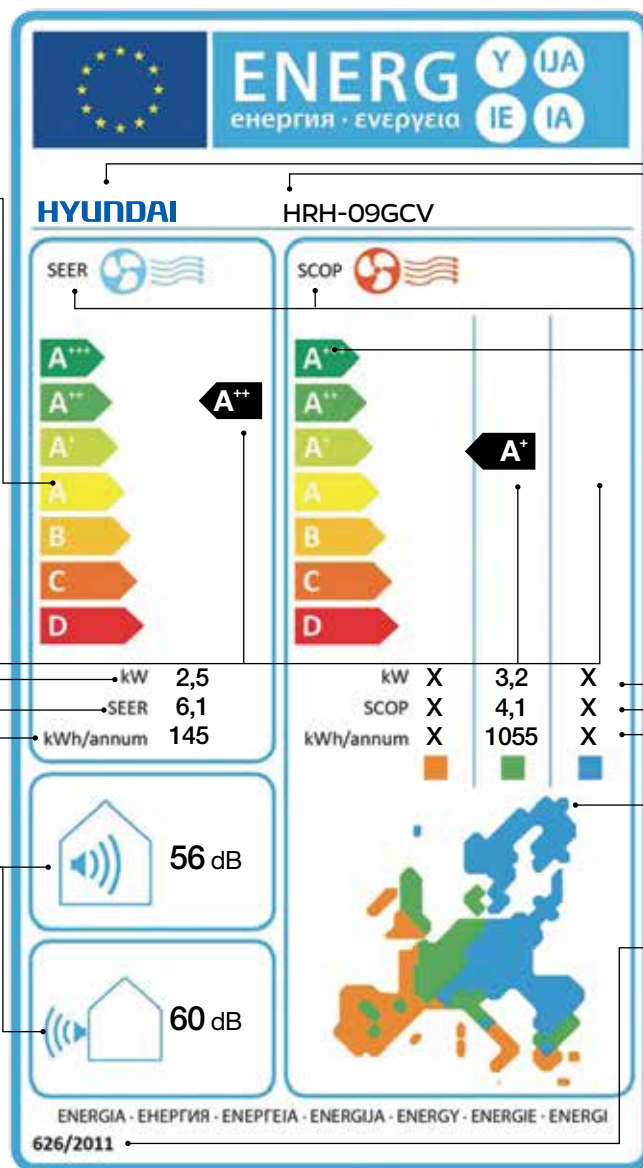 ENERG Y IJA
енергия · ενεργεια IE IA
HYUNDAI HRH-09GCV
SEER
A+++
A++ A++
A+
A
B
C
D
kW 2,5
SEER 6,1
kWh/annum 145
SCOP
A+++
A++
A+ A+
A
B
C
D
kW X 3,2 X
SCOP X 4,1 X
kWh/annum X 1055 X
56 dB
60 dB
ENERGIA · ЕНЕРГИЯ · ΕΝΕΡΓΕΙΑ · ENERGIJA · ENERGY · ENERGIE · ENERGI
626/2011